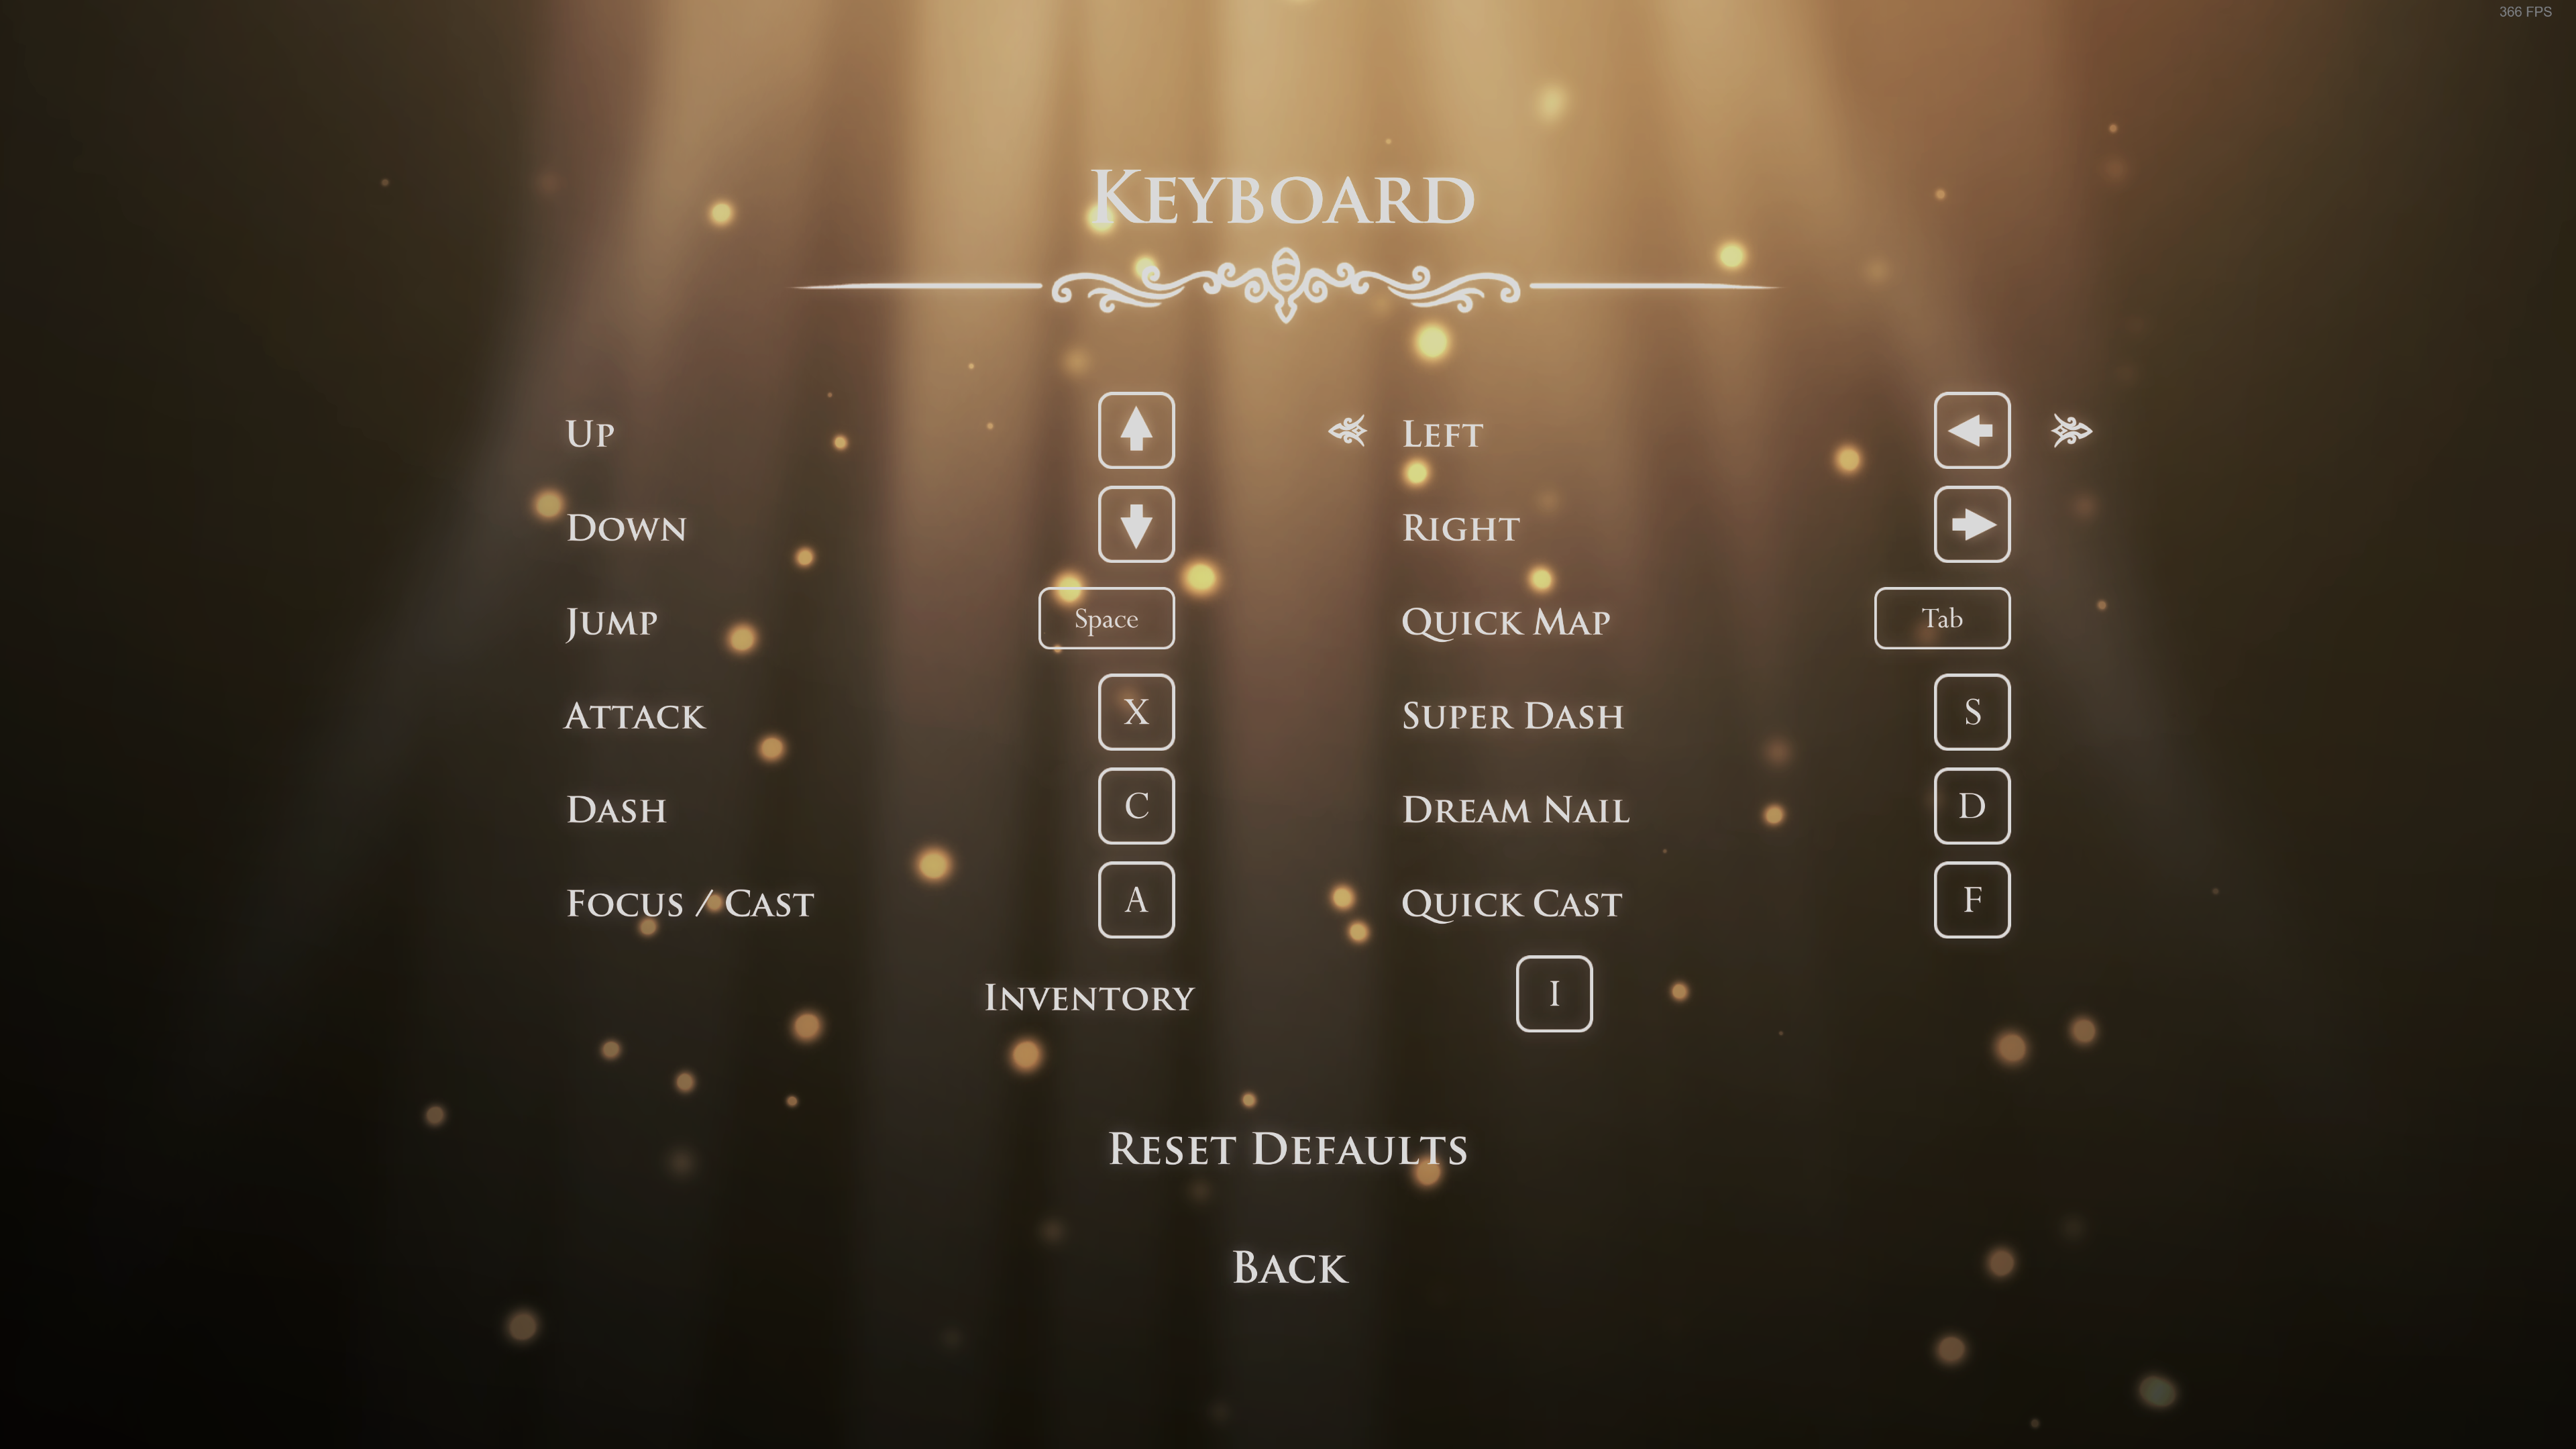 366 FPS
Keyboard
Up
Left
Down
Right
Jump Space
Quick Map Tab
Attack X
Super Dash S
Dash C
Dream Nail D
Focus / Cast A
Quick Cast F
Inventory I
Reset Defaults
Back